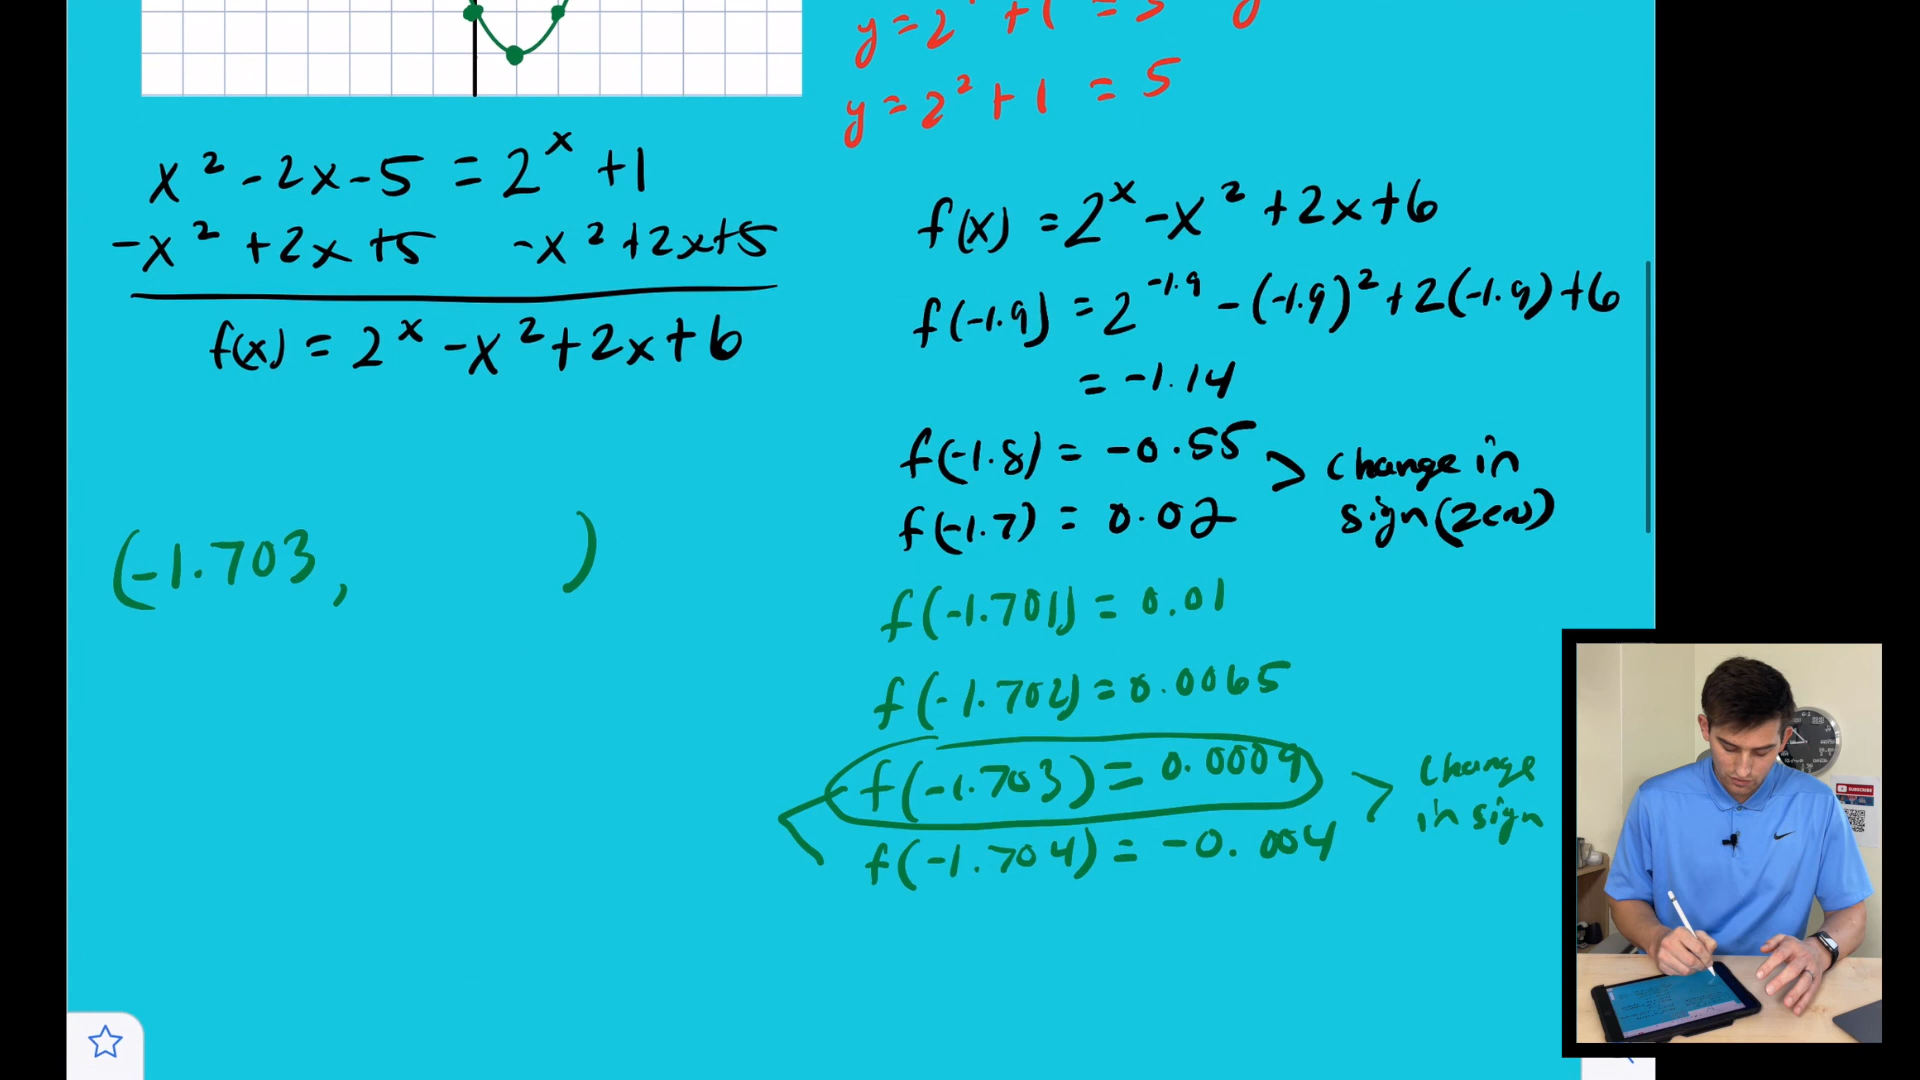 y = 2² + 1 = 5
x² - 2x - 5 = 2ˣ + 1
-x² + 2x + 5 -x² + 2x + 5
f(x) = 2ˣ - x² + 2x + 6
(-1.703, )
f(x) = 2ˣ - x² + 2x + 6
f(-1.9) = 2⁻¹·⁹ - (-1.9)² + 2(-1.9) + 6
= -1.14
f(-1.8) = -0.55 > change in
f(-1.7) = 0.02 sign (zero)
f(-1.701) = 0.01
f(-1.702) = 0.0065
f(-1.703) = 0.0009 > change
f(-1.704) = -0.004 in sign
SUBSCRIBE